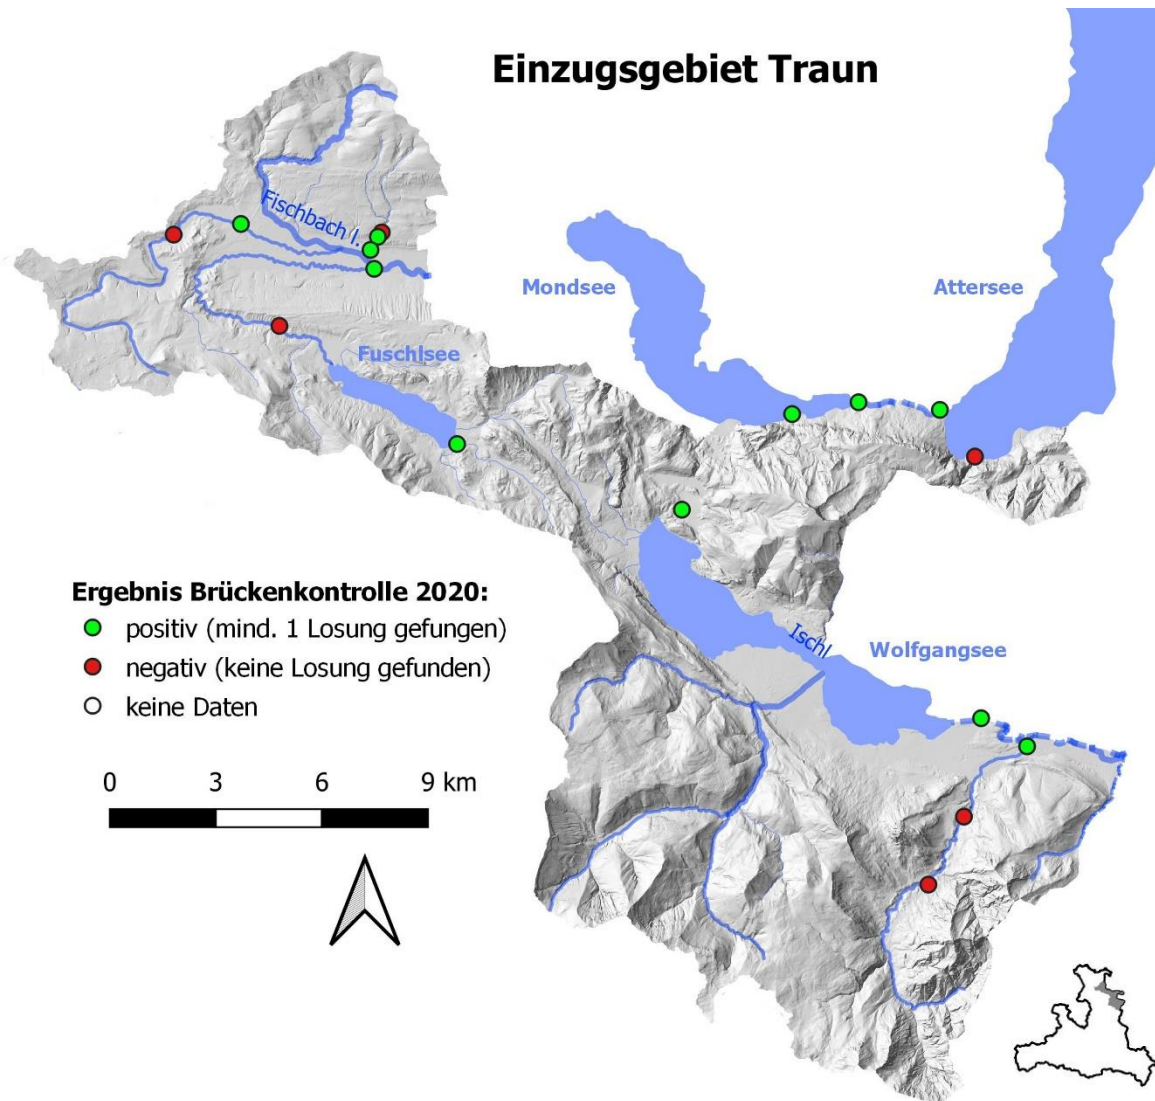 Einzugsgebiet Traun
Fischbach l.
Mondsee
Attersee
Fuschlsee
Ergebnis Brückenkontrolle 2020:
positiv (mind. 1 Losung gefungen)
negativ (keine Losung gefunden)
keine Daten
Ischl
Wolfgangsee
0 3 6 9 km